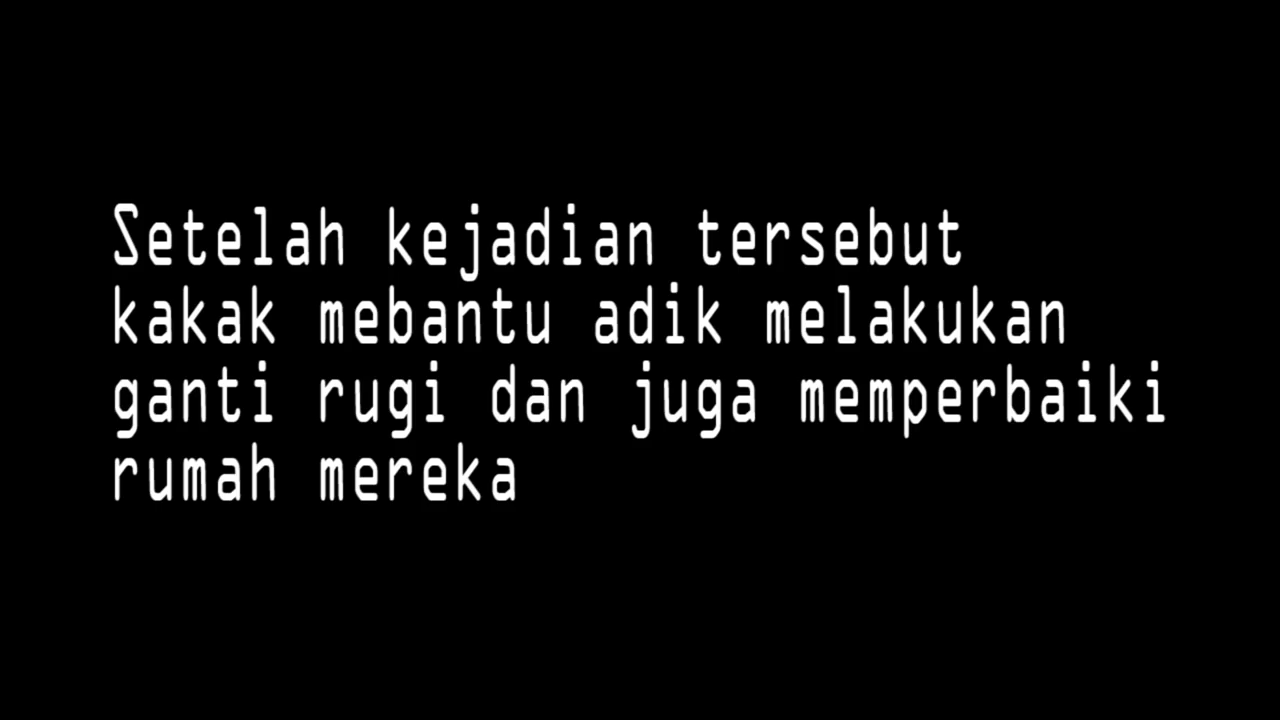 Setelah kejadian tersebut
kakak mebantu adik melakukan
ganti rugi dan juga memperbaiki
rumah mereka